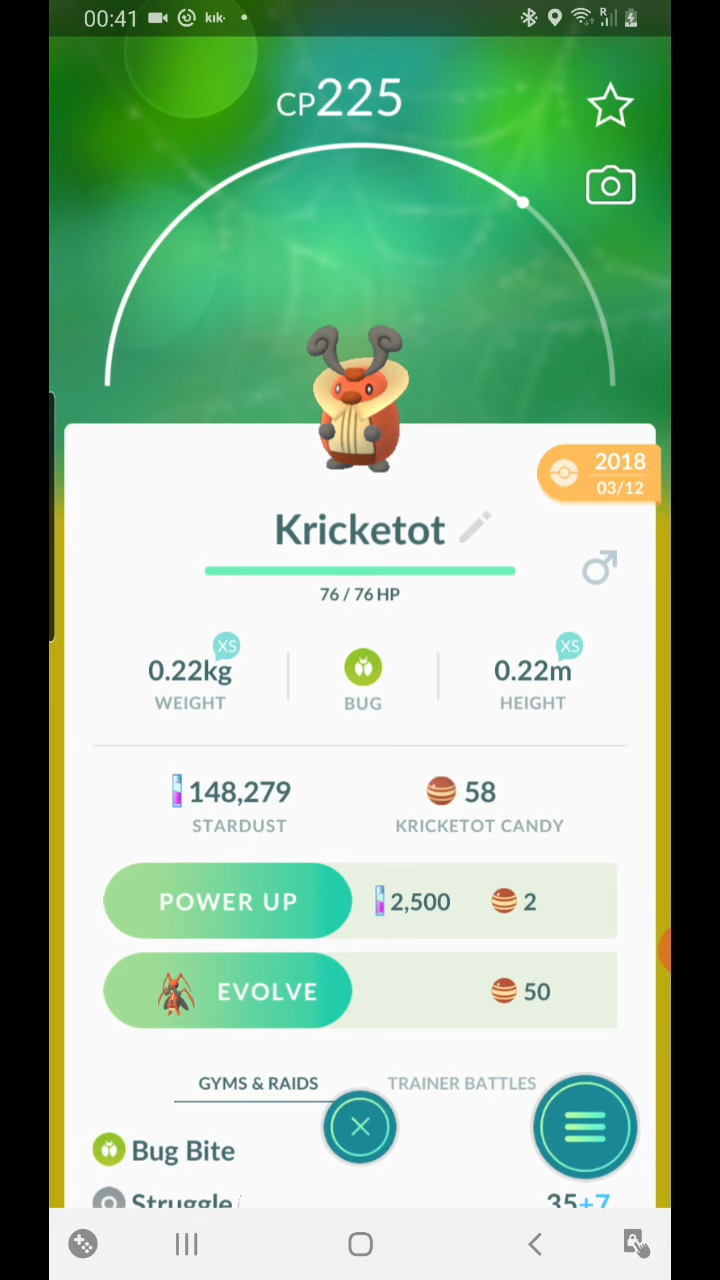 00:41 kik R
CP225
2018
03/12
Kricketot
76 / 76 HP
XS XS
0.22kg 0.22m
WEIGHT BUG HEIGHT
148,279 58
STARDUST KRICKETOT CANDY
POWER UP 2,500 2
EVOLVE 50
GYMS & RAIDS TRAINER BATTLES
Bug Bite
Struggle 35+7